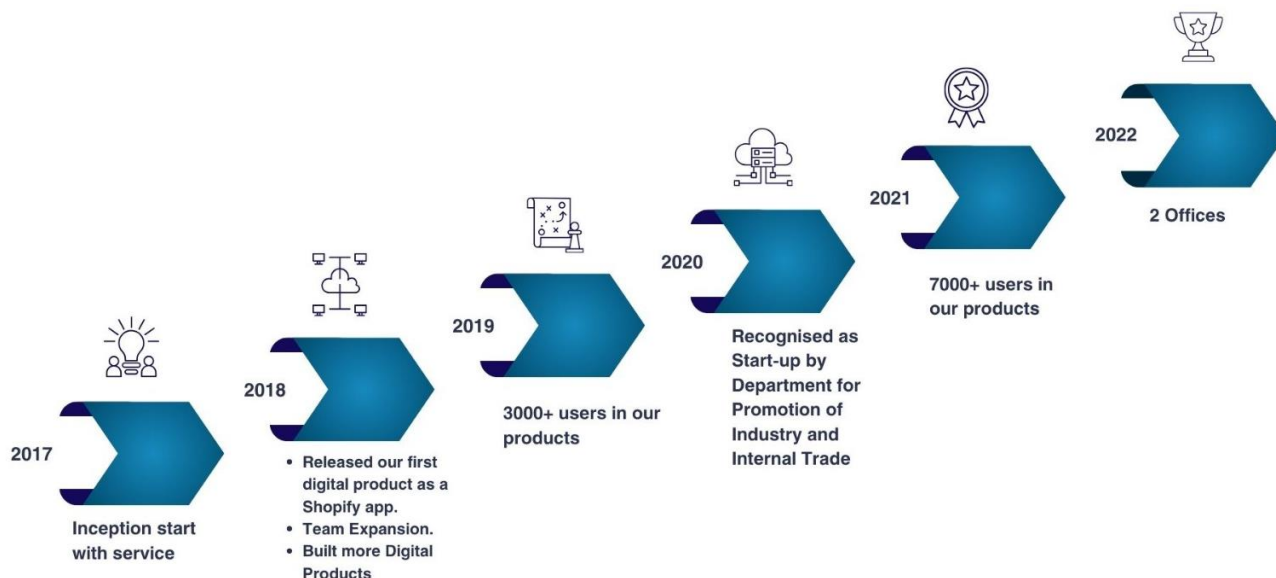 2017
Inception start
with service
2018
• Released our first
digital product as a
Shopify app.
• Team Expansion.
• Built more Digital
Products
2019
3000+ users in our
products
2020
Recognised as
Start-up by
Department for
Promotion of
Industry and
Internal Trade
2021
7000+ users in
our products
2022
2 Offices